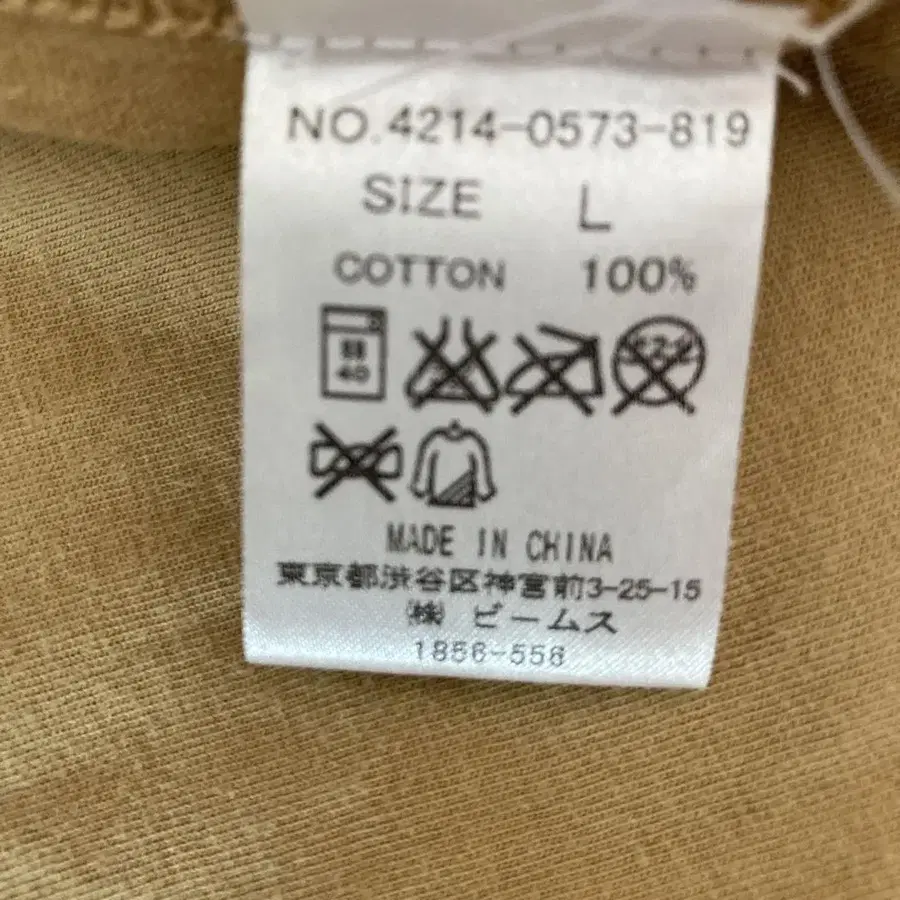 NO.4214-0573-819
SIZE L
COTTON 100%
40
MADE IN CHINA
東京都渋谷区神宮前3-25-15
㈱ ビームス
1856-556